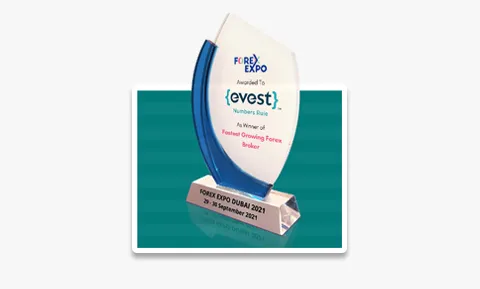 FOREX
EXPO
Awarded To
{evest}
Numbers Rule
As Winner of
Fastest Growing Forex
Broker
FOREX EXPO DUBAI 2021
29 - 30 September 2021